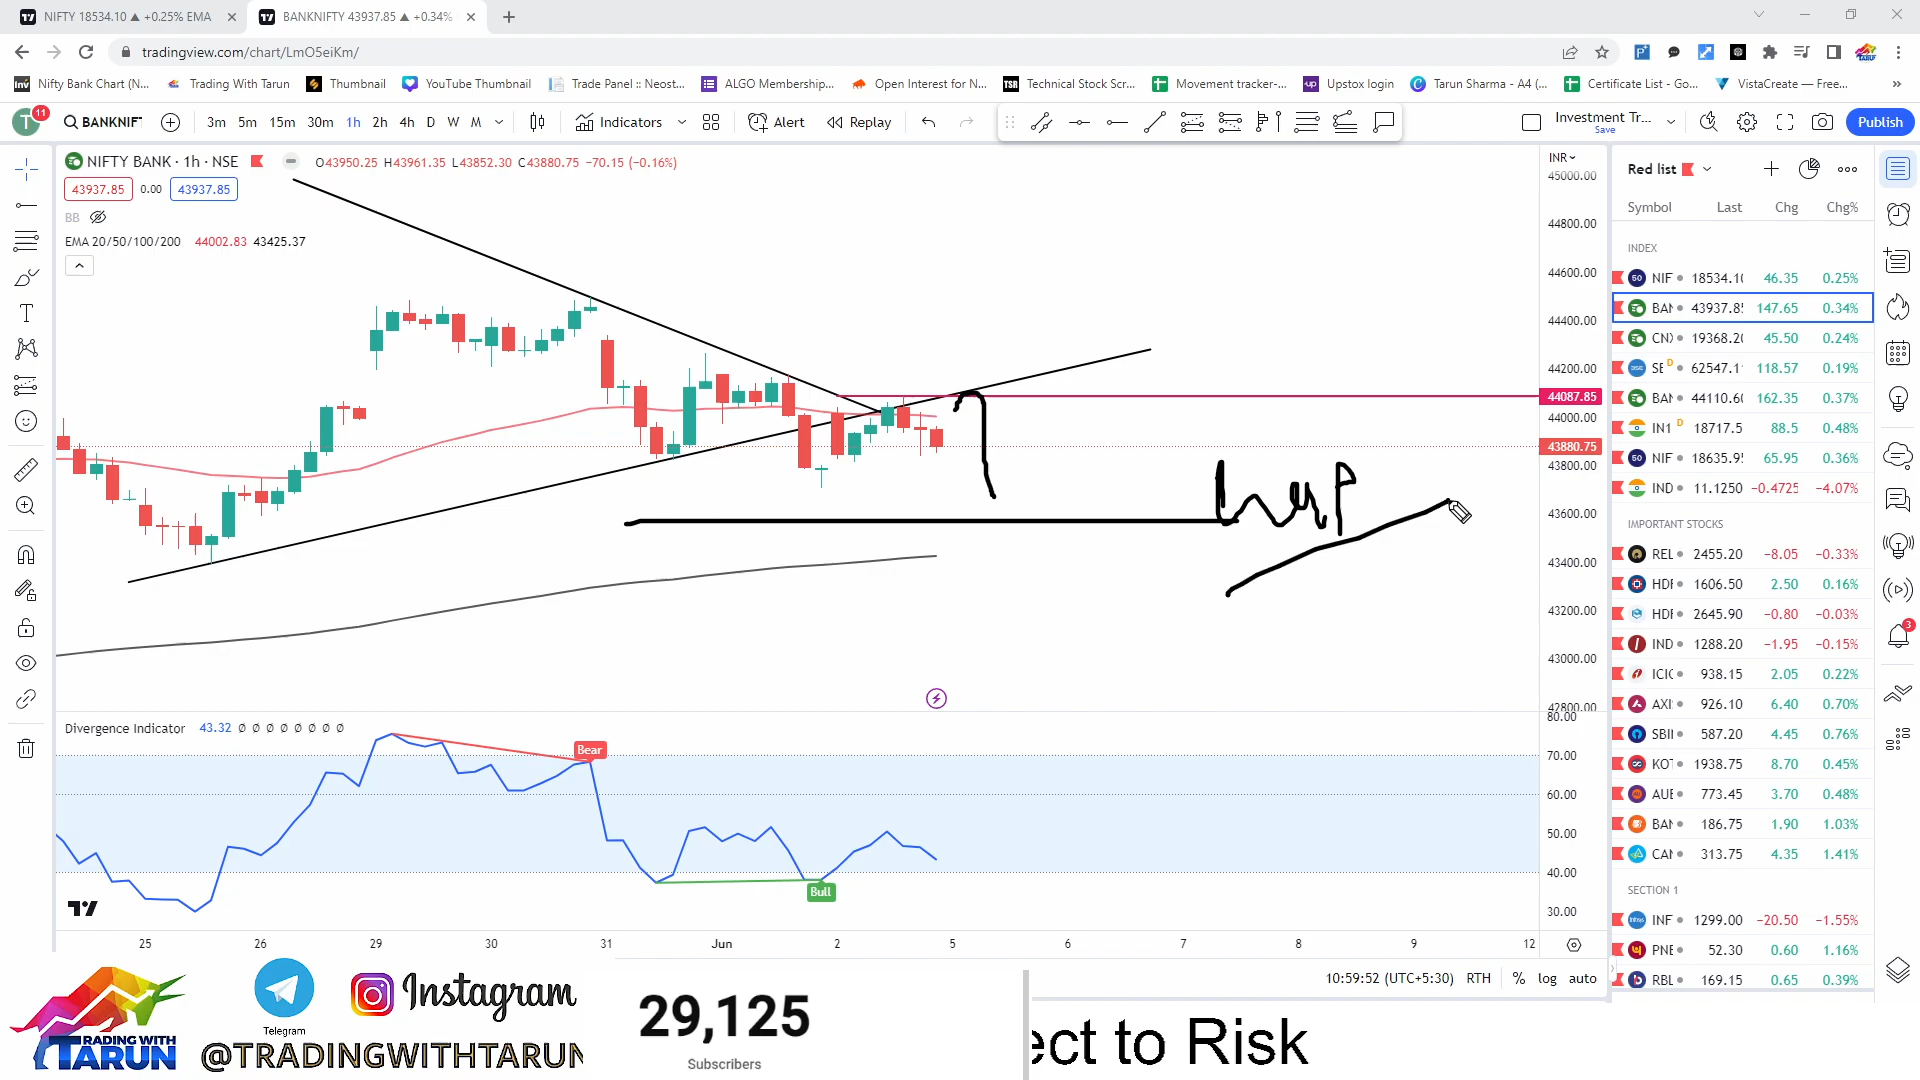 NIFTY 18534.10 ▲ +0.25% EMA
BANKNIFTY 43937.85 ▲ +0.34%
tradingview.com/chart/LmO5eiKm/
Nifty Bank Chart (N...
Trading With Tarun
Thumbnail
YouTube Thumbnail
Trade Panel :: Neost...
ALGO Membership...
Open Interest for N...
Technical Stock Scr...
Movement tracker-...
Upstox login
Tarun Sharma - A4 (...
Certificate List - Go...
VistaCreate — Free...
T 11 BANKNIF 3m 5m 15m 30m 1h 2h 4h D W M Indicators Alert Replay
Investment Tr...
Save
Publish
NIFTY BANK · 1h · NSE O43950.25 H43961.35 L43852.30 C43880.75 −70.15 (−0.16%)
43937.85 0.00 43937.85
BB
EMA 20/50/100/200 44002.83 43425.37
INR
45000.00
44800.00
44600.00
44400.00
44200.00
44087.85
44000.00
43880.75
43800.00
43600.00
43400.00
43200.00
43000.00
42800.00
Divergence Indicator 43.32 ∅ ∅ ∅ ∅ ∅ ∅ ∅ ∅
Bear
Bull
80.00
70.00
60.00
50.00
40.00
30.00
25 26 29 30 31 Jun 2 5 6 7 8 9 12
10:59:52 (UTC+5:30) RTH % log auto
Red list
Symbol Last Chg Chg%
INDEX
NIF 18534.10 46.35 0.25%
BAN 43937.85 147.65 0.34%
CNX 19368.20 45.50 0.24%
SE D 62547.1 118.57 0.19%
BAN 44110.60 162.35 0.37%
IN1 D 18717.5 88.5 0.48%
NIF 18635.95 65.95 0.36%
IND 11.1250 −0.4725 −4.07%
IMPORTANT STOCKS
REL 2455.20 −8.05 −0.33%
HDF 1606.50 2.50 0.16%
HDF 2645.90 −0.80 −0.03%
IND 1288.20 −1.95 −0.15%
ICIC 938.15 2.05 0.22%
AXI 926.10 6.40 0.70%
SBII 587.20 4.45 0.76%
KOT 1938.75 8.70 0.45%
AUE 773.45 3.70 0.48%
BAN 186.75 1.90 1.03%
CAN 313.75 4.35 1.41%
SECTION 1
INF 1299.00 −20.50 −1.55%
PNE 52.30 0.60 1.16%
RBL 169.15 0.65 0.39%
3
TRADING WITH
TARUN
Telegram
Instagram
@TRADINGWITHTARUN
29,125
Subscribers
ect to Risk